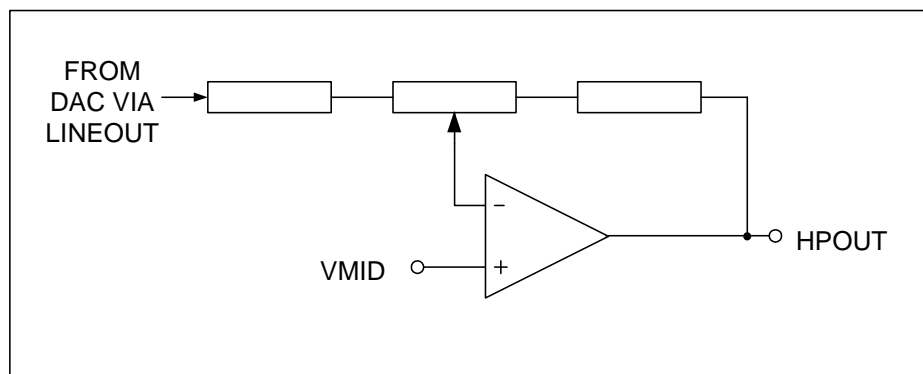 FROM
DAC VIA
LINEOUT
−
+
VMID
HPOUT